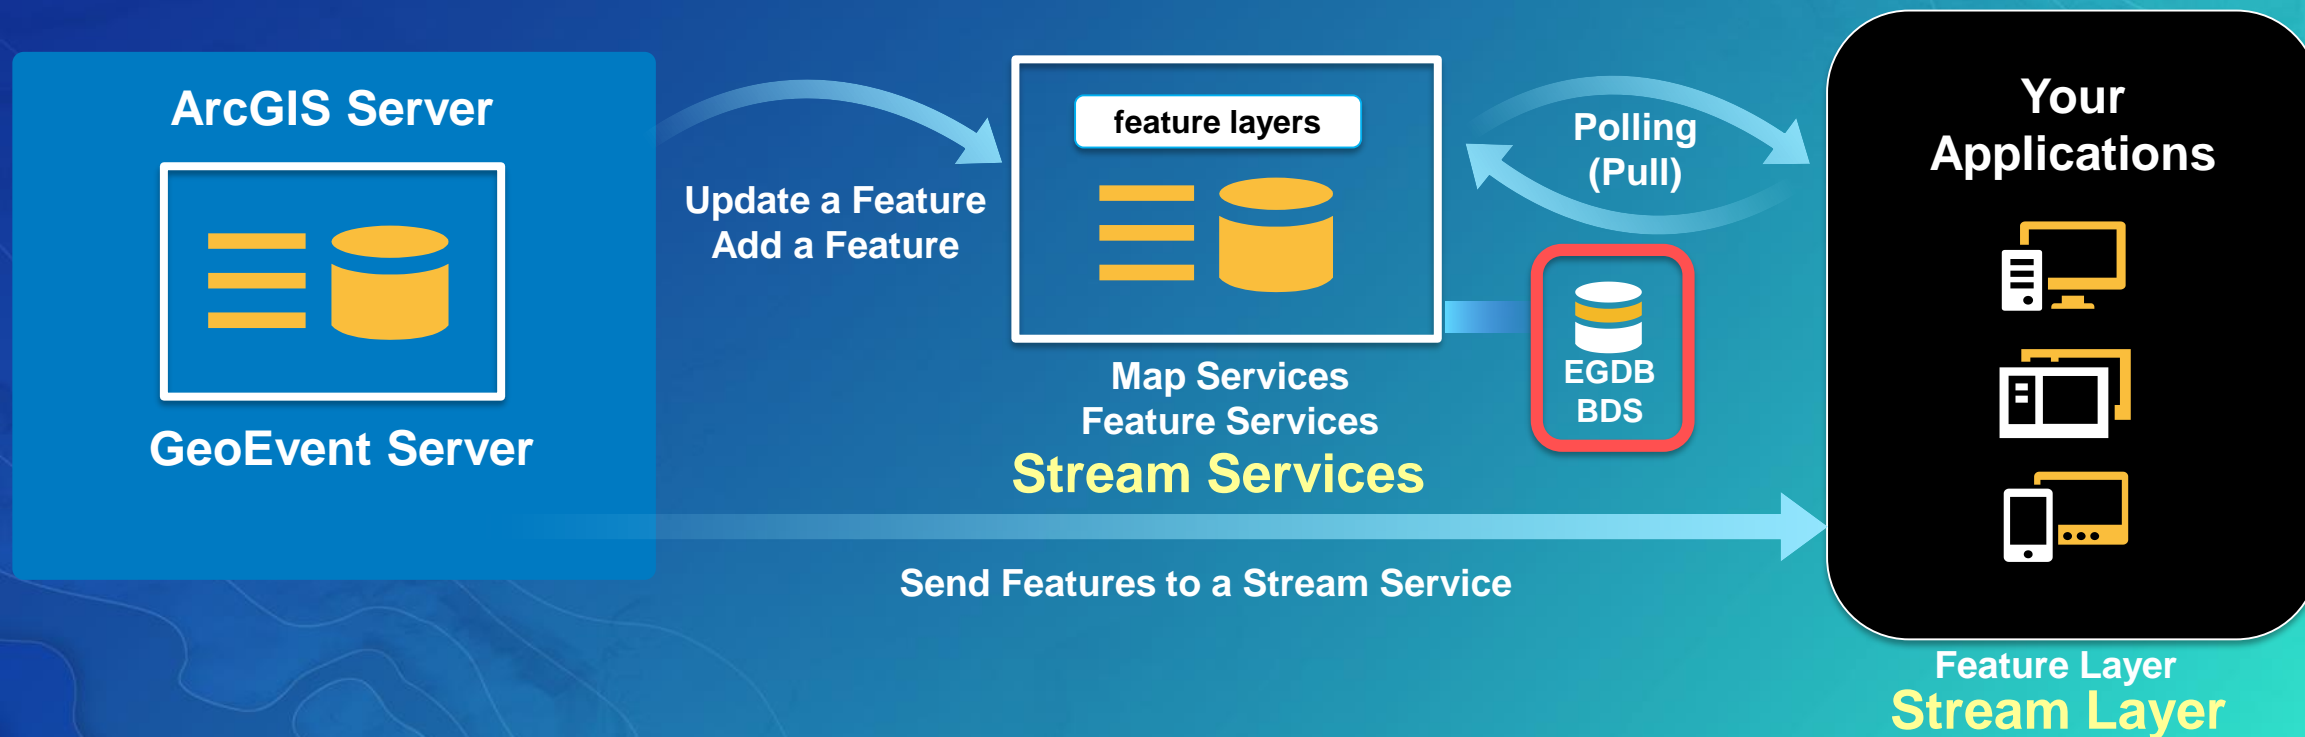 ArcGIS Server
GeoEvent Server
Update a Feature
Add a Feature
feature layers
Map Services
Feature Services
Stream Services
Polling
(Pull)
EGDB
BDS
Send Features to a Stream Service
Your
Applications
Feature Layer
Stream Layer